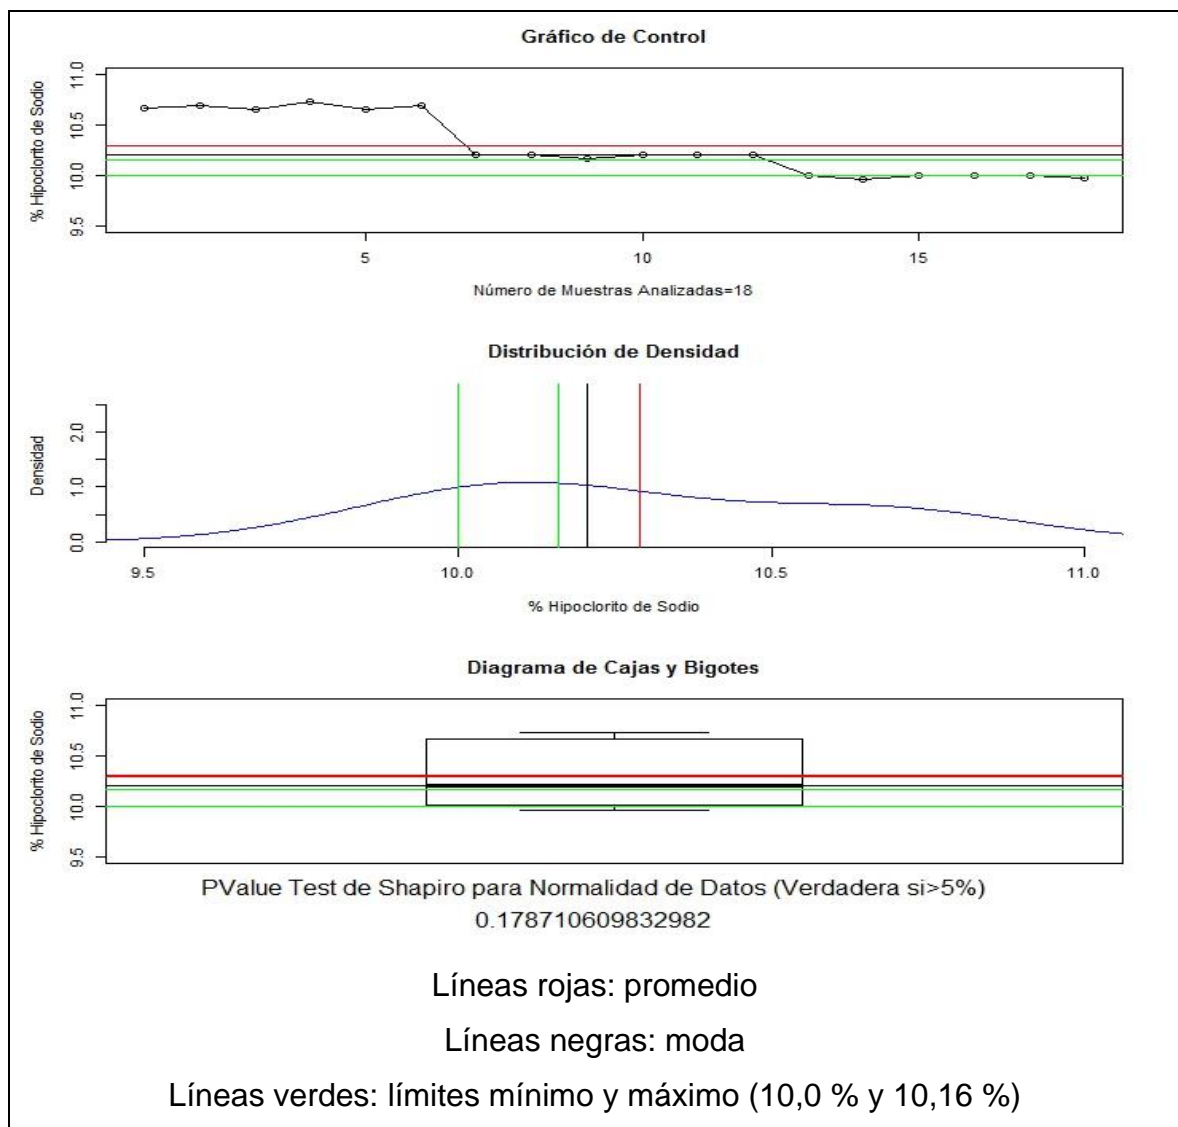 Gráfico de Control
% Hipoclorito de Sodio
11.0
10.5
10.0
9.5
5
10
15
Número de Muestras Analizadas=18
Distribución de Densidad
Densidad
2.0
1.0
0.0
9.5
10.0
10.5
11.0
% Hipoclorito de Sodio
Diagrama de Cajas y Bigotes
% Hipoclorito de Sodio
11.0
10.5
10.0
9.5
PValue Test de Shapiro para Normalidad de Datos (Verdadera si>5%)
0.178710609832982
Líneas rojas: promedio
Líneas negras: moda
Líneas verdes: límites mínimo y máximo (10,0 % y 10,16 %)